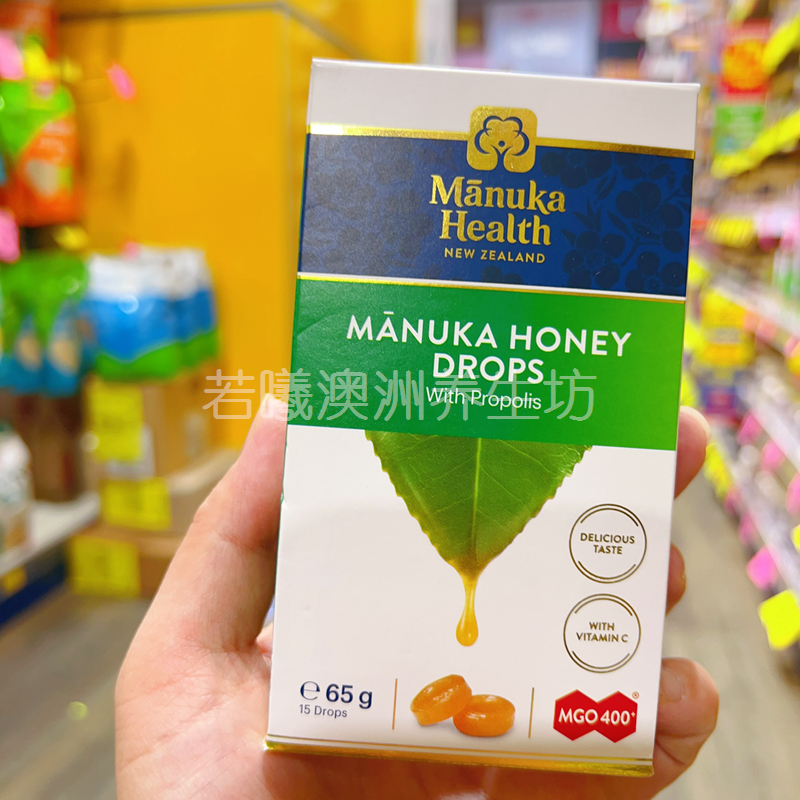 Mānuka
Health
NEW ZEALAND
MĀNUKA HONEY
DROPS
With Propolis
若曦澳洲养生坊
DELICIOUS
TASTE
WITH
VITAMIN C
℮ 65 g
15 Drops
MGO 400+
®